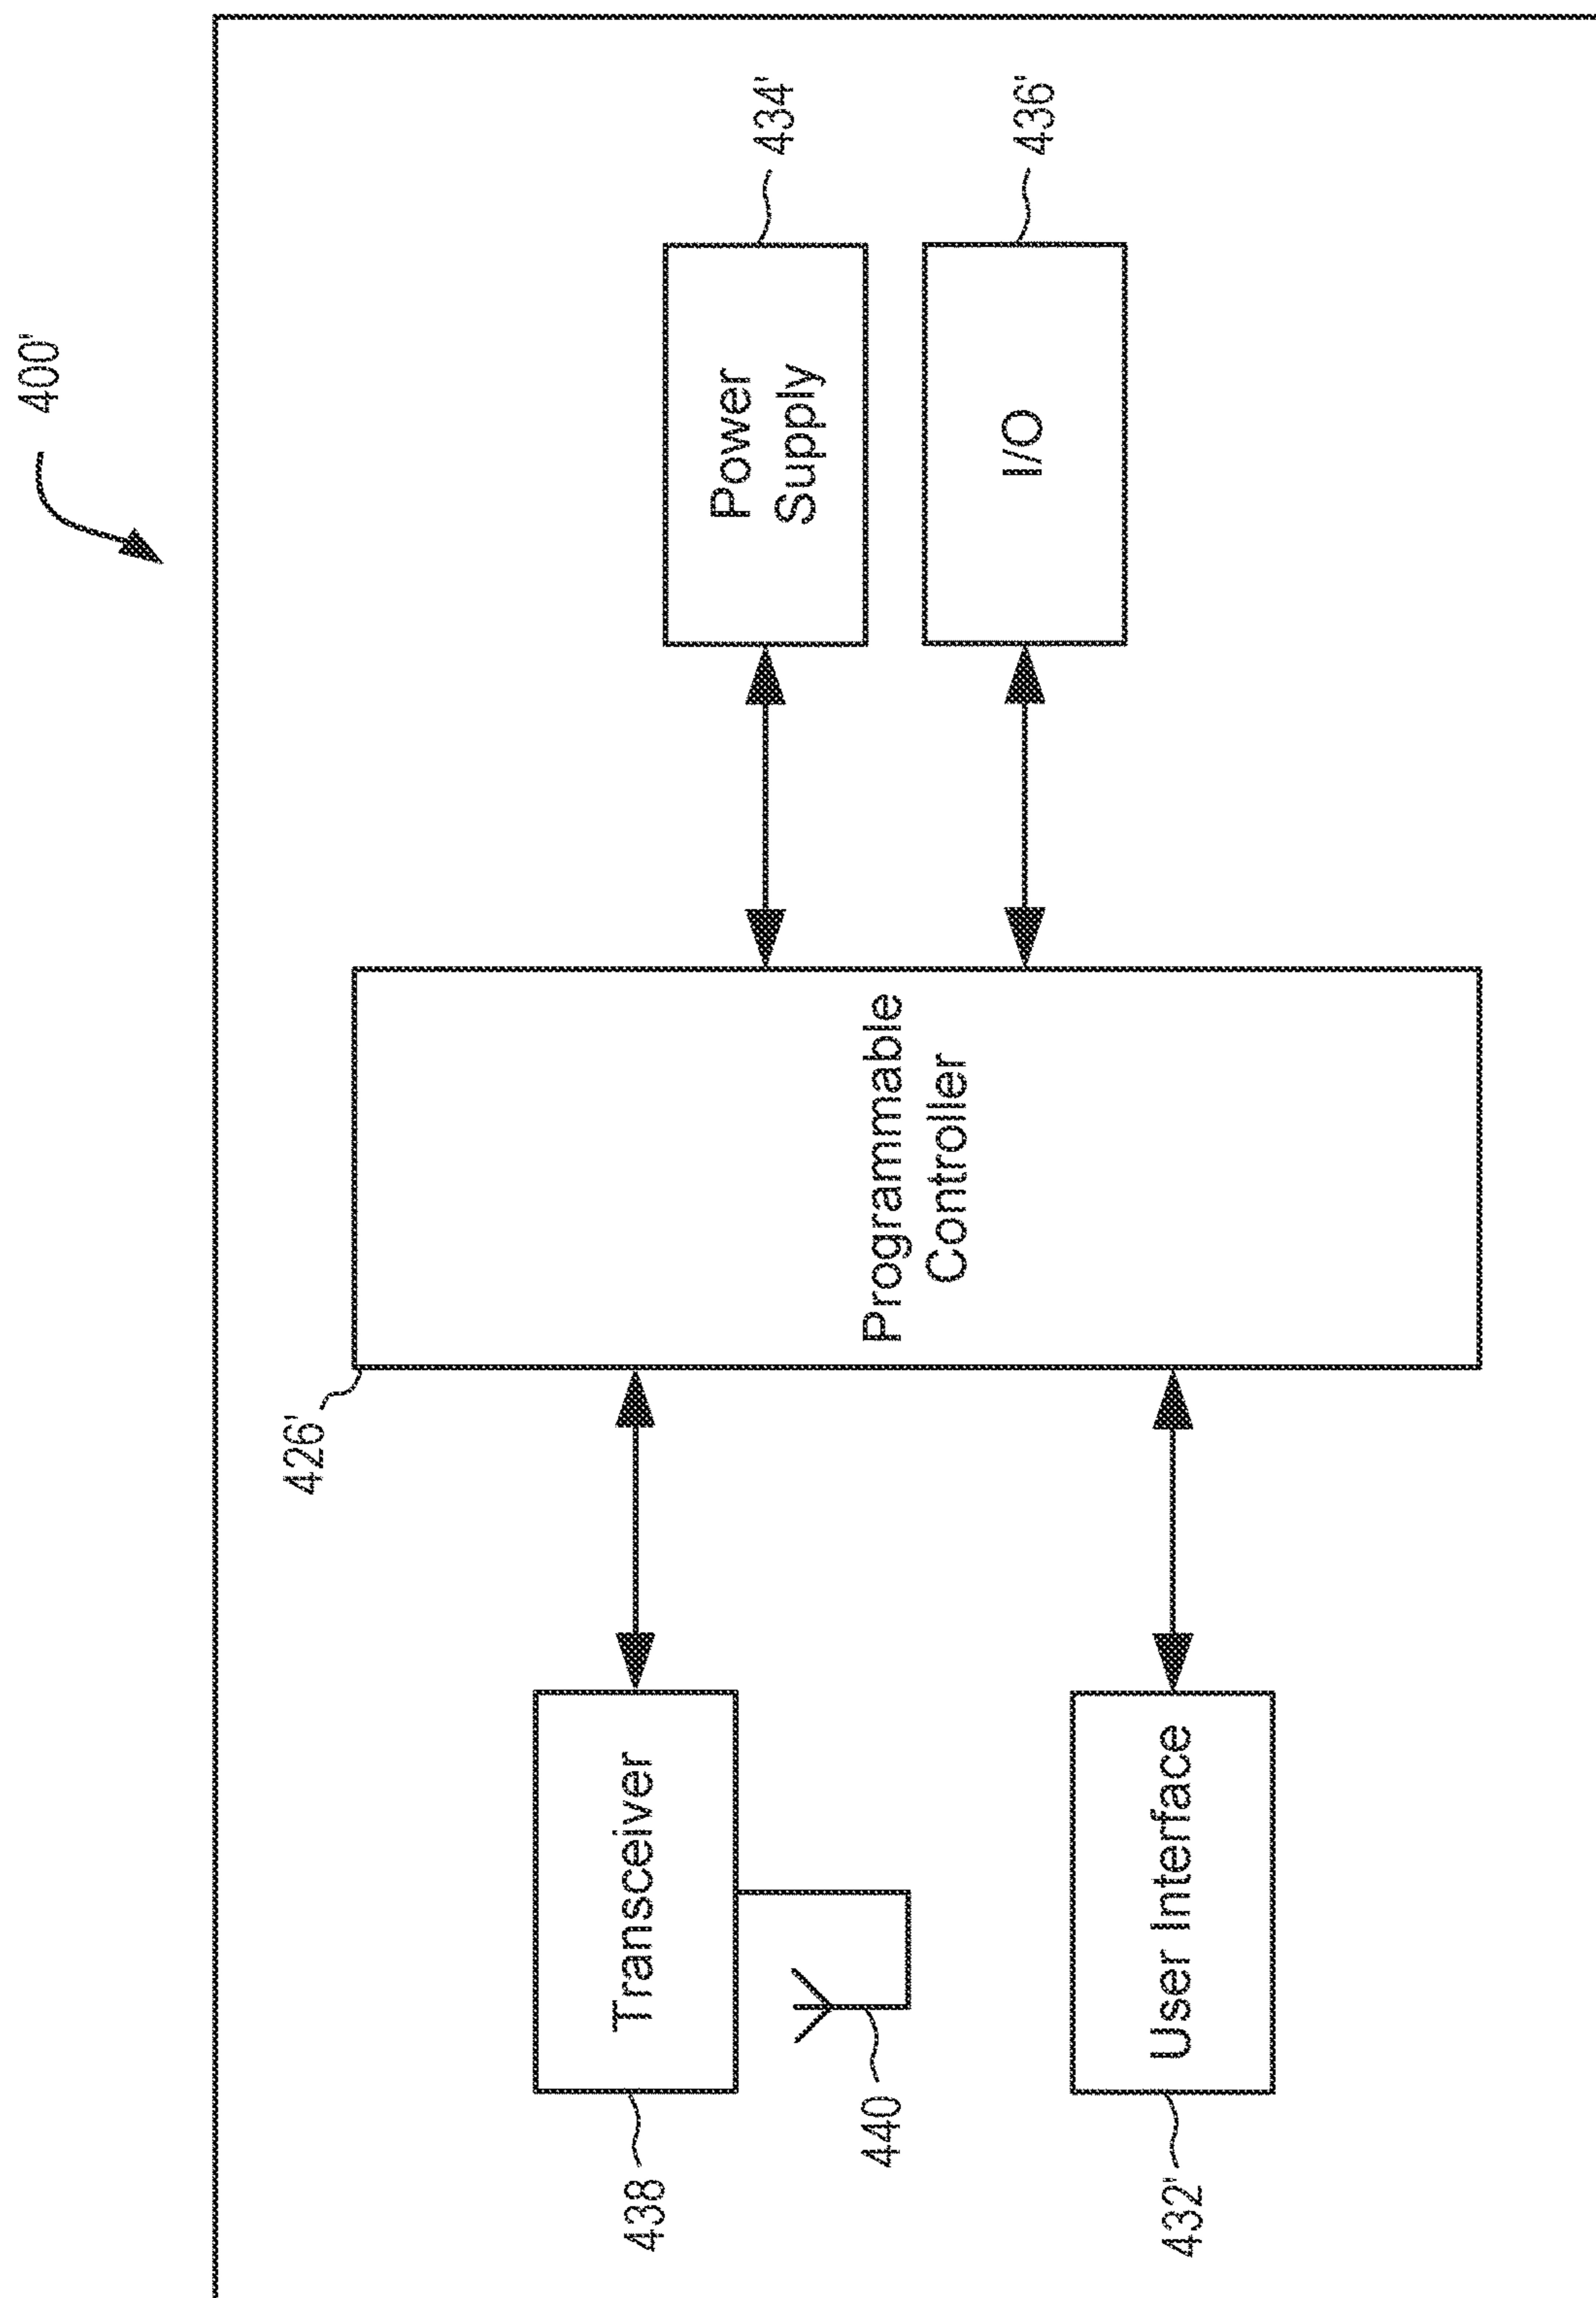 400'
426'
438
Transceiver
440
432'
User Interface
Programmable
Controller
Power
Supply
434'
I/O
436'